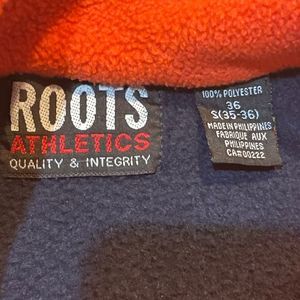 ROOTS
ATHLETICS
QUALITY & INTEGRITY
100% POLYESTER
36
S(35-36)
MADE IN PHILIPPINES
FABRIQUE AUX
PHILIPPINES
CA#00222